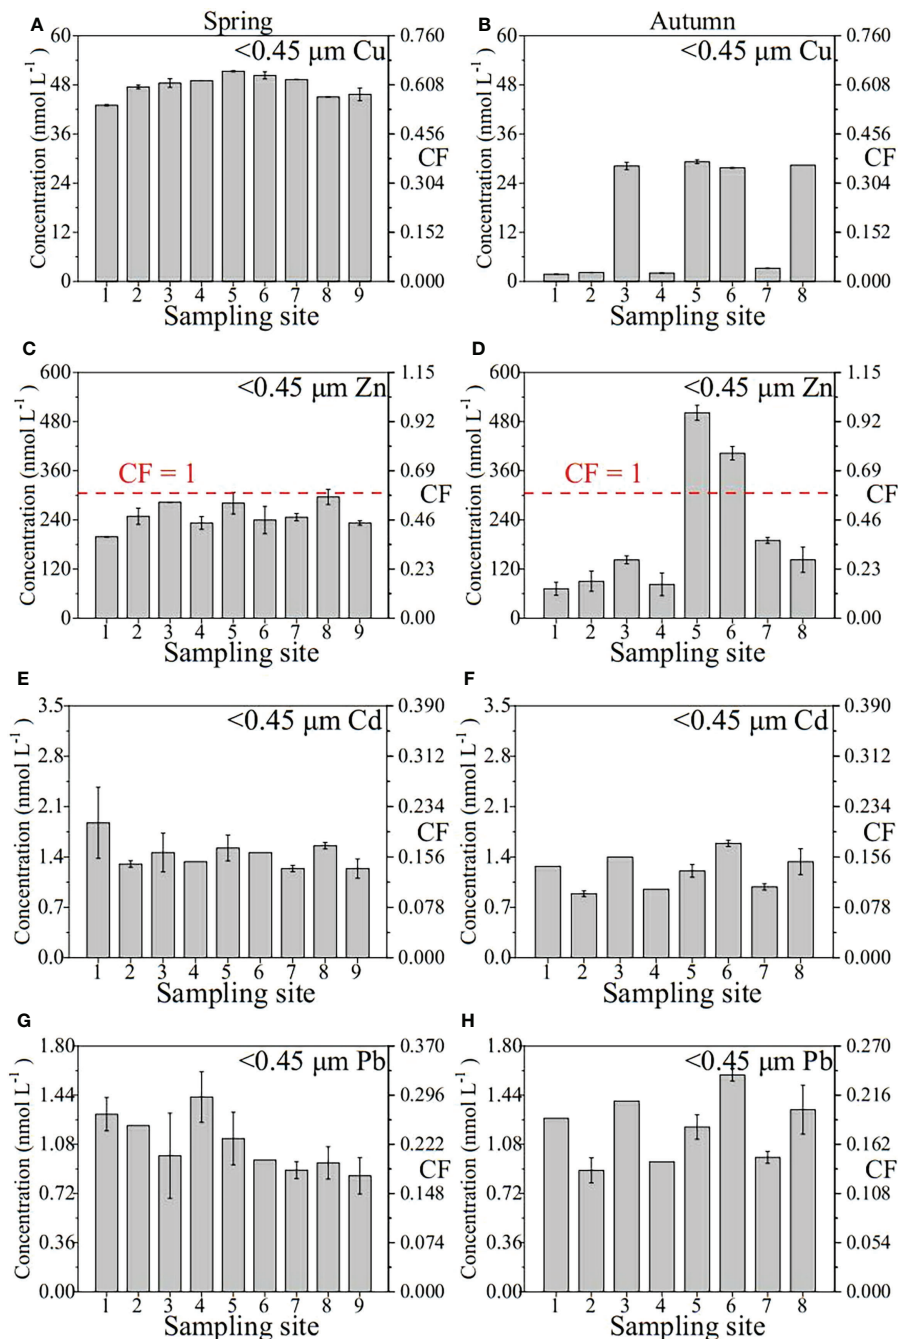 Spring
Autumn
A
<0.45 μm Cu
60
48
36
24
12
0
Concentration (nmol L-1 )
0.760
0.608
0.456
0.304
0.152
0.000
CF
1 2 3 4 5 6 7 8 9
Sampling site
B
<0.45 μm Cu
60
48
36
24
12
0
Concentration (nmol L-1 )
0.760
0.608
0.456
0.304
0.152
0.000
CF
1 2 3 4 5 6 7 8
Sampling site
C
<0.45 μm Zn
600
480
360
240
120
0
Concentration (nmol L-1 )
CF = 1
1.15
0.92
0.69
0.46
0.23
0.00
CF
1 2 3 4 5 6 7 8 9
Sampling site
D
<0.45 μm Zn
600
480
360
240
120
0
Concentration (nmol L-1 )
CF = 1
1.15
0.92
0.69
0.46
0.23
0.00
CF
1 2 3 4 5 6 7 8
Sampling site
E
<0.45 μm Cd
3.5
2.8
2.1
1.4
0.7
0.0
Concentration (nmol L-1 )
0.390
0.312
0.234
0.156
0.078
0.000
CF
1 2 3 4 5 6 7 8 9
Sampling site
F
<0.45 μm Cd
3.5
2.8
2.1
1.4
0.7
0.0
Concentration (nmol L-1 )
0.390
0.312
0.234
0.156
0.078
0.000
CF
1 2 3 4 5 6 7 8
Sampling site
G
<0.45 μm Pb
1.80
1.44
1.08
0.72
0.36
0.00
Concentration (nmol L-1 )
0.370
0.296
0.222
0.148
0.074
0.000
CF
1 2 3 4 5 6 7 8 9
Sampling site
H
<0.45 μm Pb
1.80
1.44
1.08
0.72
0.36
0.00
Concentration (nmol L-1 )
0.270
0.216
0.162
0.108
0.054
0.000
CF
1 2 3 4 5 6 7 8
Sampling site